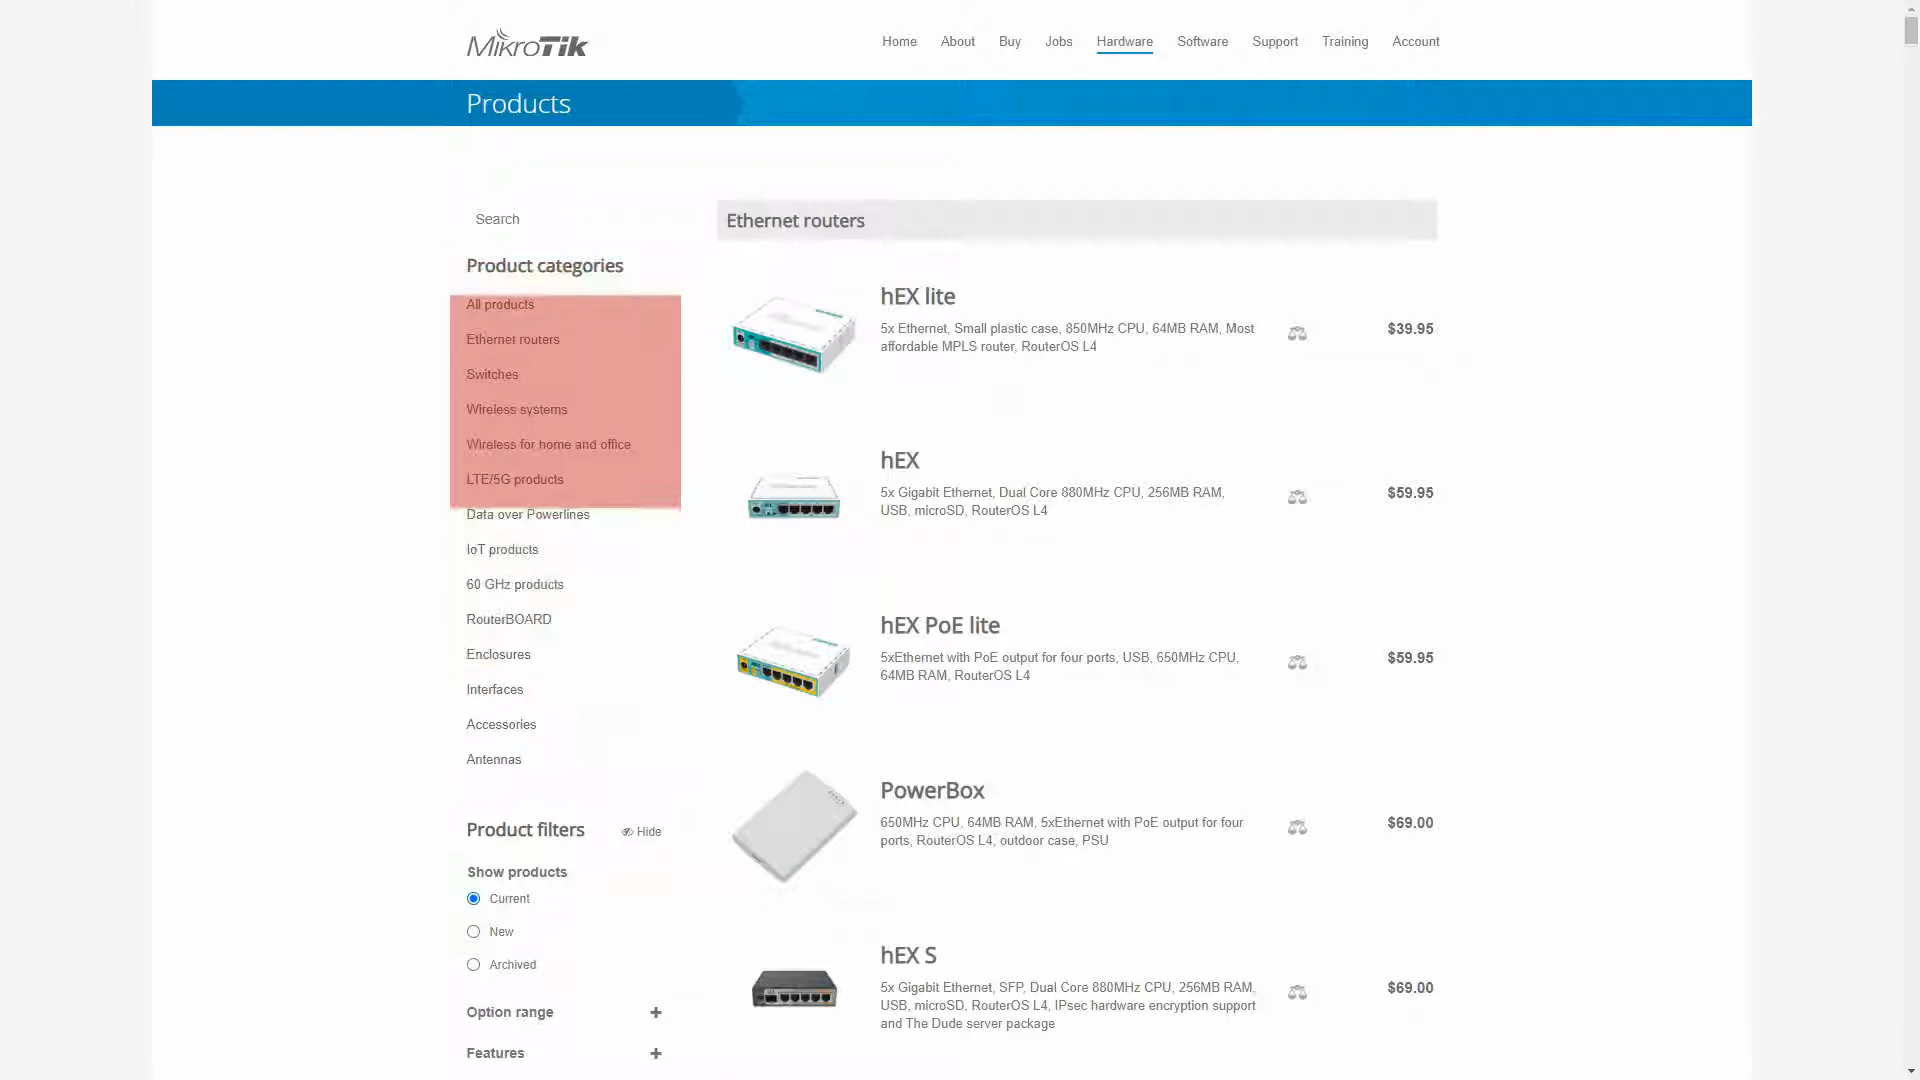 MikroTik
Home About Buy Jobs Hardware Software Support Training Account
Products
Search
Product categories
All products
Ethernet routers
Switches
Wireless systems
Wireless for home and office
LTE/5G products
Data over Powerlines
IoT products
60 GHz products
RouterBOARD
Enclosures
Interfaces
Accessories
Antennas
Product filters
Hide
Show products
Current
New
Archived
Option range
Features
Ethernet routers
hEX lite
5x Ethernet, Small plastic case, 850MHz CPU, 64MB RAM, Most
affordable MPLS router, RouterOS L4
$39.95
hEX
5x Gigabit Ethernet, Dual Core 880MHz CPU, 256MB RAM,
USB, microSD, RouterOS L4
$59.95
hEX PoE lite
5xEthernet with PoE output for four ports, USB, 650MHz CPU,
64MB RAM, RouterOS L4
$59.95
PowerBox
650MHz CPU, 64MB RAM, 5xEthernet with PoE output for four
ports, RouterOS L4, outdoor case, PSU
$69.00
hEX S
5x Gigabit Ethernet, SFP, Dual Core 880MHz CPU, 256MB RAM,
USB, microSD, RouterOS L4, IPsec hardware encryption support
and The Dude server package
$69.00